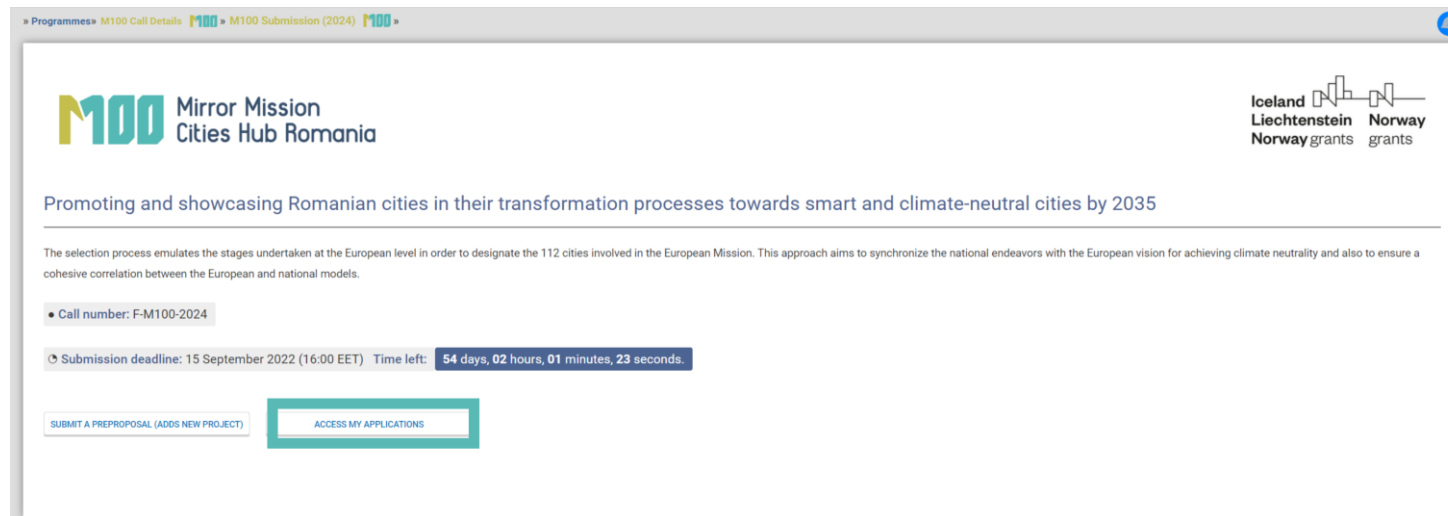 » Programmes» M100 Call Details M100 » M100 Submission (2024) M100 »
M100 Mirror Mission
Cities Hub Romania
Iceland
Liechtenstein Norway
Norway grants grants
Promoting and showcasing Romanian cities in their transformation processes towards smart and climate-neutral cities by 2035
The selection process emulates the stages undertaken at the European level in order to designate the 112 cities involved in the European Mission. This approach aims to synchronize the national endeavors with the European vision for achieving climate neutrality and also to ensure a
cohesive correlation between the European and national models.
● Call number: F-M100-2024
Submission deadline: 15 September 2022 (16:00 EET) Time left: 54 days, 02 hours, 01 minutes, 23 seconds.
SUBMIT A PREPROPOSAL (ADDS NEW PROJECT) ACCESS MY APPLICATIONS